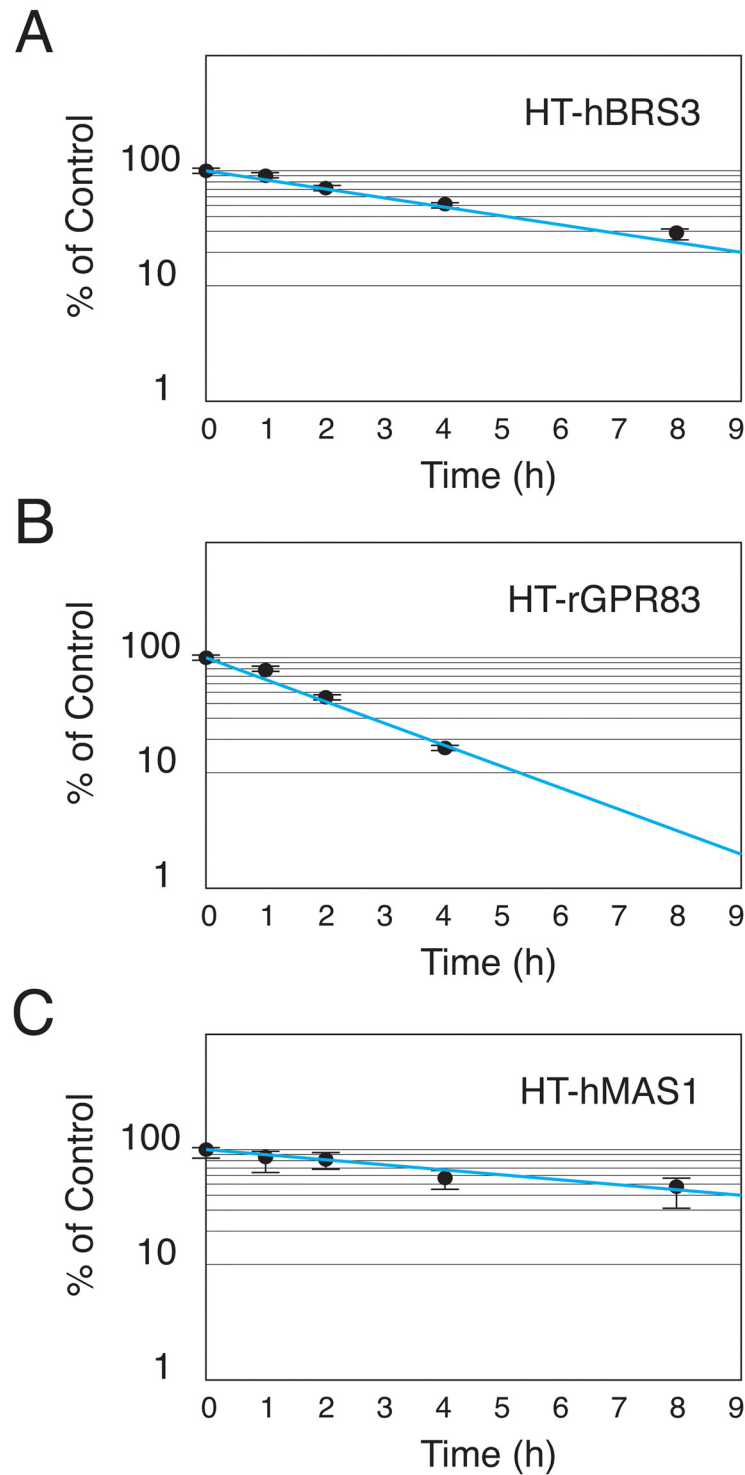 A
HT-hBRS3
% of Control
100
10
1
0 1 2 3 4 5 6 7 8 9
Time (h)
B
HT-rGPR83
% of Control
100
10
1
0 1 2 3 4 5 6 7 8 9
Time (h)
C
HT-hMAS1
% of Control
100
10
1
0 1 2 3 4 5 6 7 8 9
Time (h)